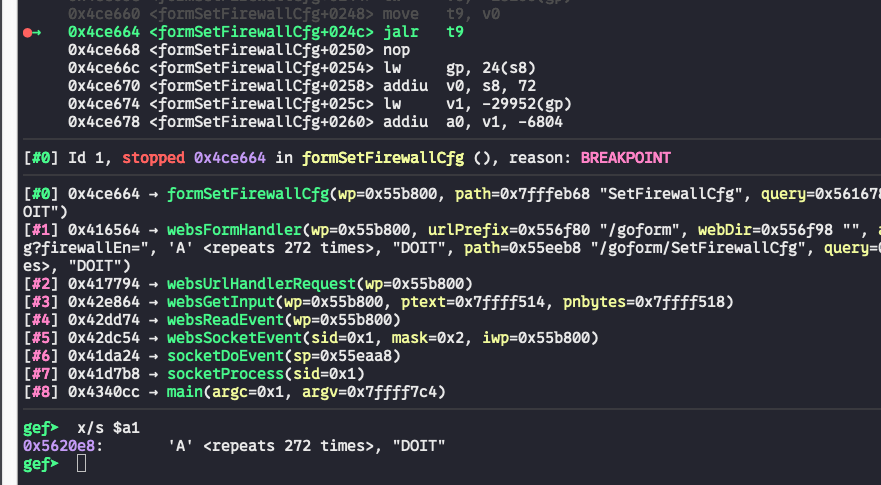 0x4ce660 <formSetFirewallCfg+0248> move t9, v0
●→ 0x4ce664 <formSetFirewallCfg+024c> jalr t9
0x4ce668 <formSetFirewallCfg+0250> nop
0x4ce66c <formSetFirewallCfg+0254> lw gp, 24(s8)
0x4ce670 <formSetFirewallCfg+0258> addiu v0, s8, 72
0x4ce674 <formSetFirewallCfg+025c> lw v1, -29952(gp)
0x4ce678 <formSetFirewallCfg+0260> addiu a0, v1, -6804
[#0] Id 1, stopped 0x4ce664 in formSetFirewallCfg (), reason: BREAKPOINT
[#0] 0x4ce664 → formSetFirewallCfg(wp=0x55b800, path=0x7fffeb68 "SetFirewallCfg", query=0x561678
OIT")
[#1] 0x416564 → websFormHandler(wp=0x55b800, urlPrefix=0x556f80 "/goform", webDir=0x556f98 "", a
g?firewallEn=", 'A' <repeats 272 times>, "DOIT", path=0x55eeb8 "/goform/SetFirewallCfg", query=0
es>, "DOIT")
[#2] 0x417794 → websUrlHandlerRequest(wp=0x55b800)
[#3] 0x42e864 → websGetInput(wp=0x55b800, ptext=0x7ffff514, pnbytes=0x7ffff518)
[#4] 0x42dd74 → websReadEvent(wp=0x55b800)
[#5] 0x42dc54 → websSocketEvent(sid=0x1, mask=0x2, iwp=0x55b800)
[#6] 0x41da24 → socketDoEvent(sp=0x55eaa8)
[#7] 0x41d7b8 → socketProcess(sid=0x1)
[#8] 0x4340cc → main(argc=0x1, argv=0x7ffff7c4)
gef➤ x/s $a1
0x5620e8: 'A' <repeats 272 times>, "DOIT"
gef➤